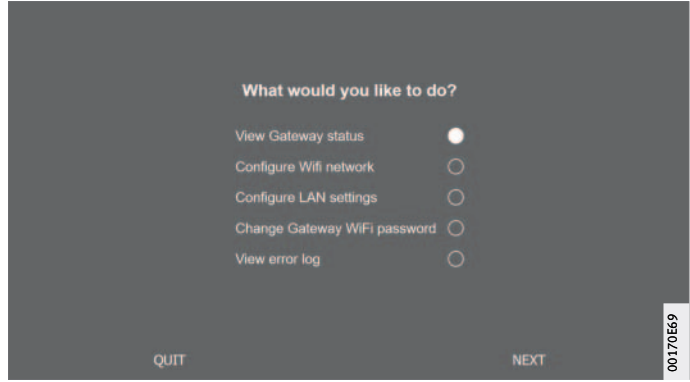 What would you like to do?
View Gateway status
Configure Wifi network
Configure LAN settings
Change Gateway WiFi password
View error log
QUIT
NEXT
00170E69